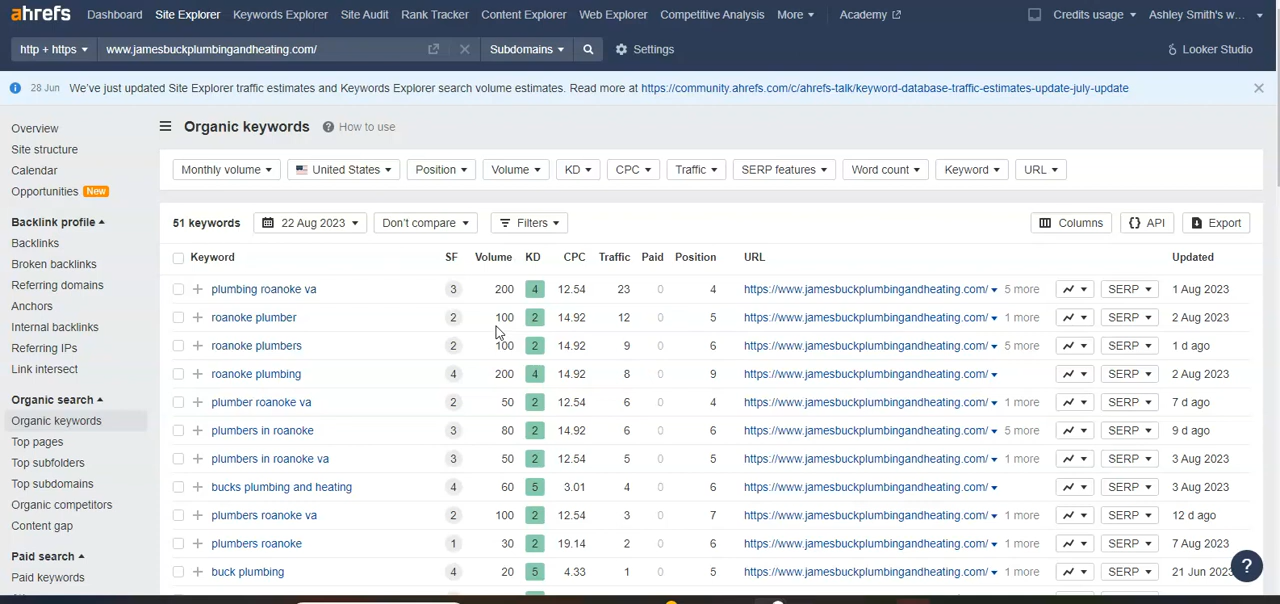 ahrefs Dashboard Site Explorer Keywords Explorer Site Audit Rank Tracker Content Explorer Web Explorer Competitive Analysis More Academy Credits usage Ashley Smith's w...
http + https www.jamesbuckplumbingandheating.com/ Subdomains Settings Looker Studio
28 Jun We've just updated Site Explorer traffic estimates and Keywords Explorer search volume estimates. Read more at https://community.ahrefs.com/c/ahrefs-talk/keyword-database-traffic-estimates-update-july-update
Overview
Site structure
Calendar
Opportunities New
Backlink profile
Backlinks
Broken backlinks
Referring domains
Anchors
Internal backlinks
Referring IPs
Link intersect
Organic search
Organic keywords
Top pages
Top subfolders
Top subdomains
Organic competitors
Content gap
Paid search
Paid keywords
Organic keywords ? How to use
Monthly volume United States Position Volume KD CPC Traffic SERP features Word count Keyword URL
51 keywords 22 Aug 2023 Don't compare Filters Columns {} API Export
Keyword SF Volume KD CPC Traffic Paid Position URL Updated
+ plumbing roanoke va 3 200 4 12.54 23 0 4 https://www.jamesbuckplumbingandheating.com/ 5 more SERP 1 Aug 2023
+ roanoke plumber 2 100 2 14.92 12 0 5 https://www.jamesbuckplumbingandheating.com/ 1 more SERP 2 Aug 2023
+ roanoke plumbers 2 100 2 14.92 9 0 6 https://www.jamesbuckplumbingandheating.com/ 5 more SERP 1 d ago
+ roanoke plumbing 4 200 4 14.92 8 0 9 https://www.jamesbuckplumbingandheating.com/ SERP 2 Aug 2023
+ plumber roanoke va 2 50 2 12.54 6 0 4 https://www.jamesbuckplumbingandheating.com/ 1 more SERP 7 d ago
+ plumbers in roanoke 3 80 2 14.92 6 0 6 https://www.jamesbuckplumbingandheating.com/ 5 more SERP 9 d ago
+ plumbers in roanoke va 3 50 2 12.54 5 0 5 https://www.jamesbuckplumbingandheating.com/ 1 more SERP 3 Aug 2023
+ bucks plumbing and heating 4 60 5 3.01 4 0 6 https://www.jamesbuckplumbingandheating.com/ SERP 3 Aug 2023
+ plumbers roanoke va 2 100 2 12.54 3 0 7 https://www.jamesbuckplumbingandheating.com/ 1 more SERP 12 d ago
+ plumbers roanoke 1 30 2 19.14 2 0 6 https://www.jamesbuckplumbingandheating.com/ 1 more SERP 7 Aug 2023
+ buck plumbing 4 20 5 4.33 1 0 5 https://www.jamesbuckplumbingandheating.com/ 1 more SERP 21 Jun 2023
?